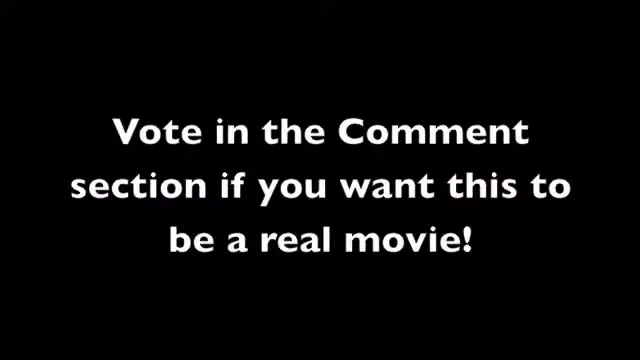 Vote in the Comment
section if you want this to
be a real movie!